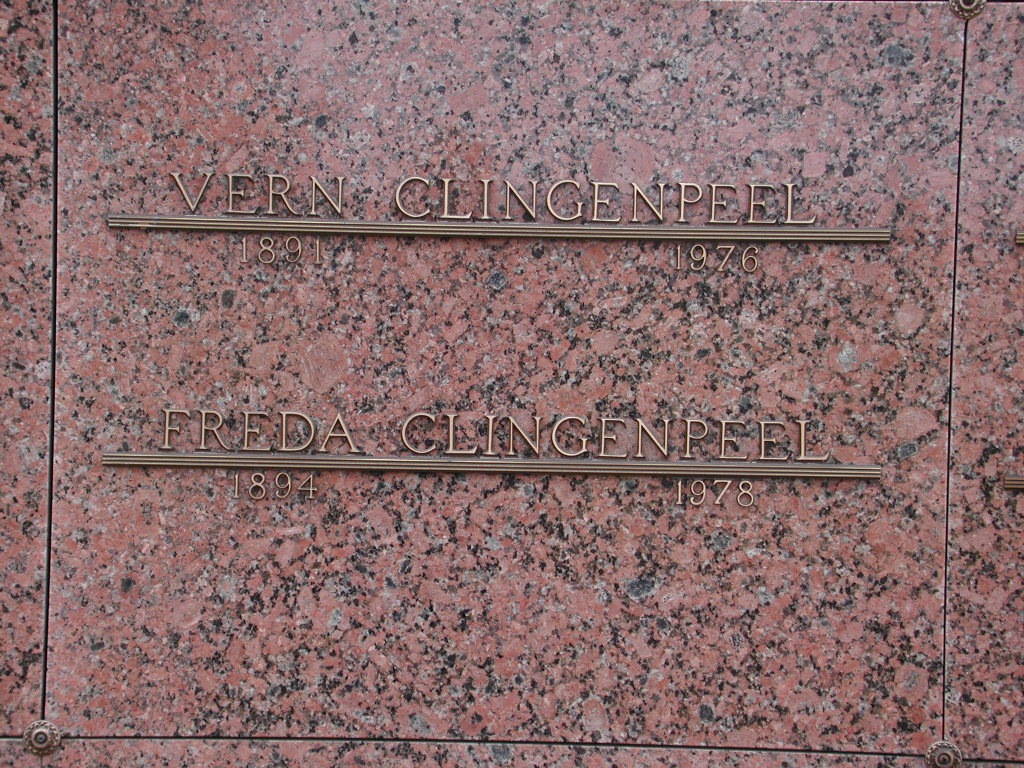 VERN CLINGENPEEL
1891 1976
FREDA CLINGENPEEL
1894 1978